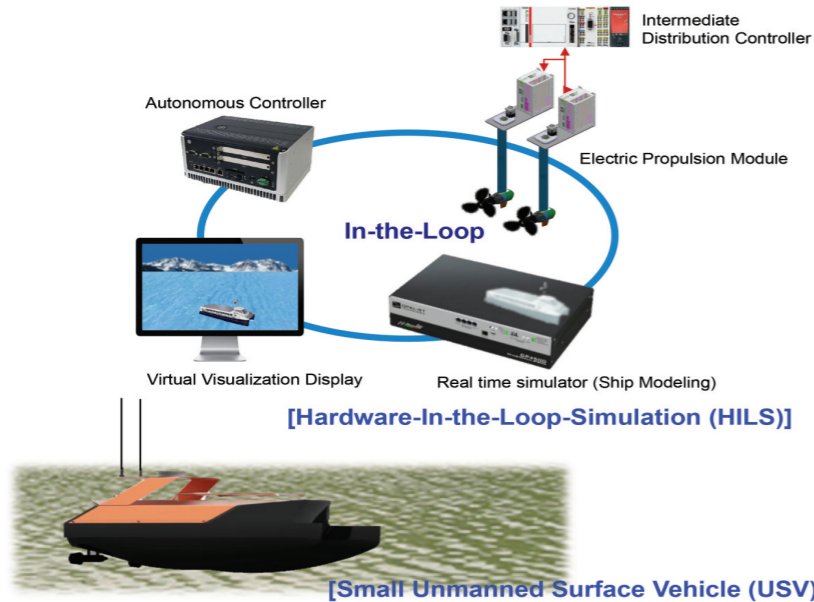 Intermediate
Distribution Controller
Autonomous Controller
Electric Propulsion Module
In-the-Loop
Virtual Visualization Display
Real time simulator (Ship Modeling)
[Hardware-In-the-Loop-Simulation (HILS)]
[Small Unmanned Surface Vehicle (USV)